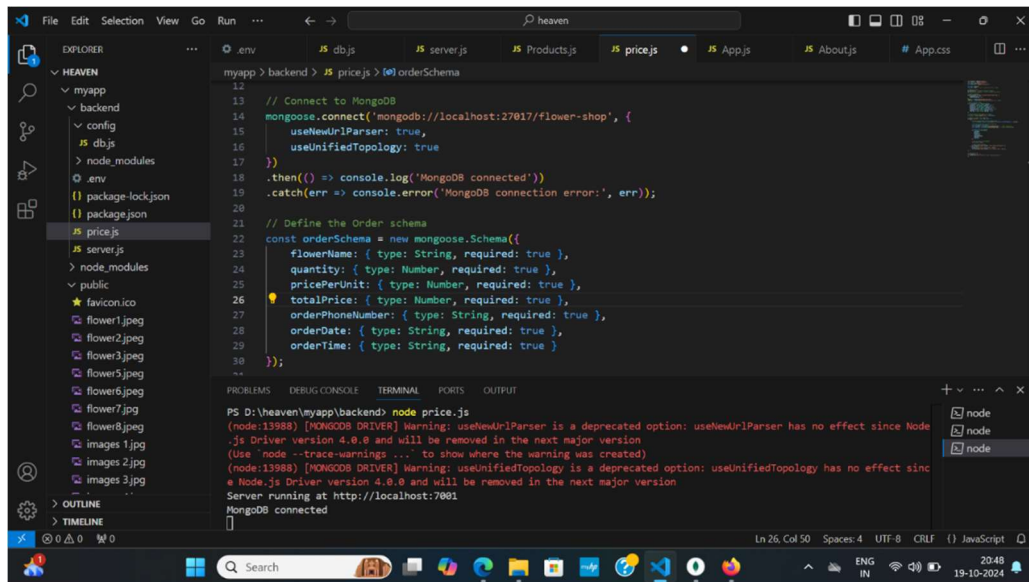 File Edit Selection View Go Run ··· ← → heaven
EXPLORER ···
HEAVEN
myapp
backend
config
JS db.js
node_modules
.env
{} package-lock.json
{} package.json
JS price.js
JS server.js
node_modules
public
favicon.ico
flower1.jpeg
flower2.jpeg
flower3.jpeg
flower5.jpeg
flower6.jpeg
flower7.jpg
flower8.jpeg
images 1.jpg
images 2.jpg
images 3.jpg
OUTLINE
TIMELINE
.env JS db.js JS server.js JS Products.js JS price.js ● JS App.js JS About.js # App.css ···
myapp > backend > JS price.js > orderSchema
12
13 // Connect to MongoDB
14 mongoose.connect('mongodb://localhost:27017/flower-shop', {
15 useNewUrlParser: true,
16 useUnifiedTopology: true
17 })
18 .then(() => console.log('MongoDB connected'))
19 .catch(err => console.error('MongoDB connection error:', err));
20
21 // Define the Order schema
22 const orderSchema = new mongoose.Schema({
23 flowerName: { type: String, required: true },
24 quantity: { type: Number, required: true },
25 pricePerUnit: { type: Number, required: true },
26 totalPrice: { type: Number, required: true },
27 orderPhoneNumber: { type: String, required: true },
28 orderDate: { type: String, required: true },
29 orderTime: { type: String, required: true }
30 });
PROBLEMS DEBUG CONSOLE TERMINAL PORTS OUTPUT
PS D:\heaven\myapp\backend> node price.js
(node:13988) [MONGODB DRIVER] Warning: useNewUrlParser is a deprecated option: useNewUrlParser has no effect since Node
.js Driver version 4.0.0 and will be removed in the next major version
(Use `node --trace-warnings ...` to show where the warning was created)
(node:13988) [MONGODB DRIVER] Warning: useUnifiedTopology is a deprecated option: useUnifiedTopology has no effect sinc
e Node.js Driver version 4.0.0 and will be removed in the next major version
Server running at http://localhost:7001
MongoDB connected
node
node
node
0 0 0 Ln 26, Col 50 Spaces: 4 UTF-8 CRLF {} JavaScript
Search
ENG
IN
20:48
19-10-2024